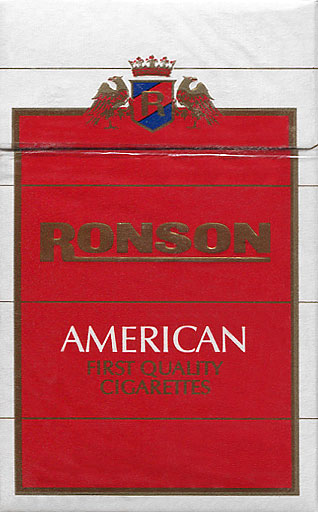 R
RONSON
AMERICAN
FIRST QUALITY
CIGARETTES